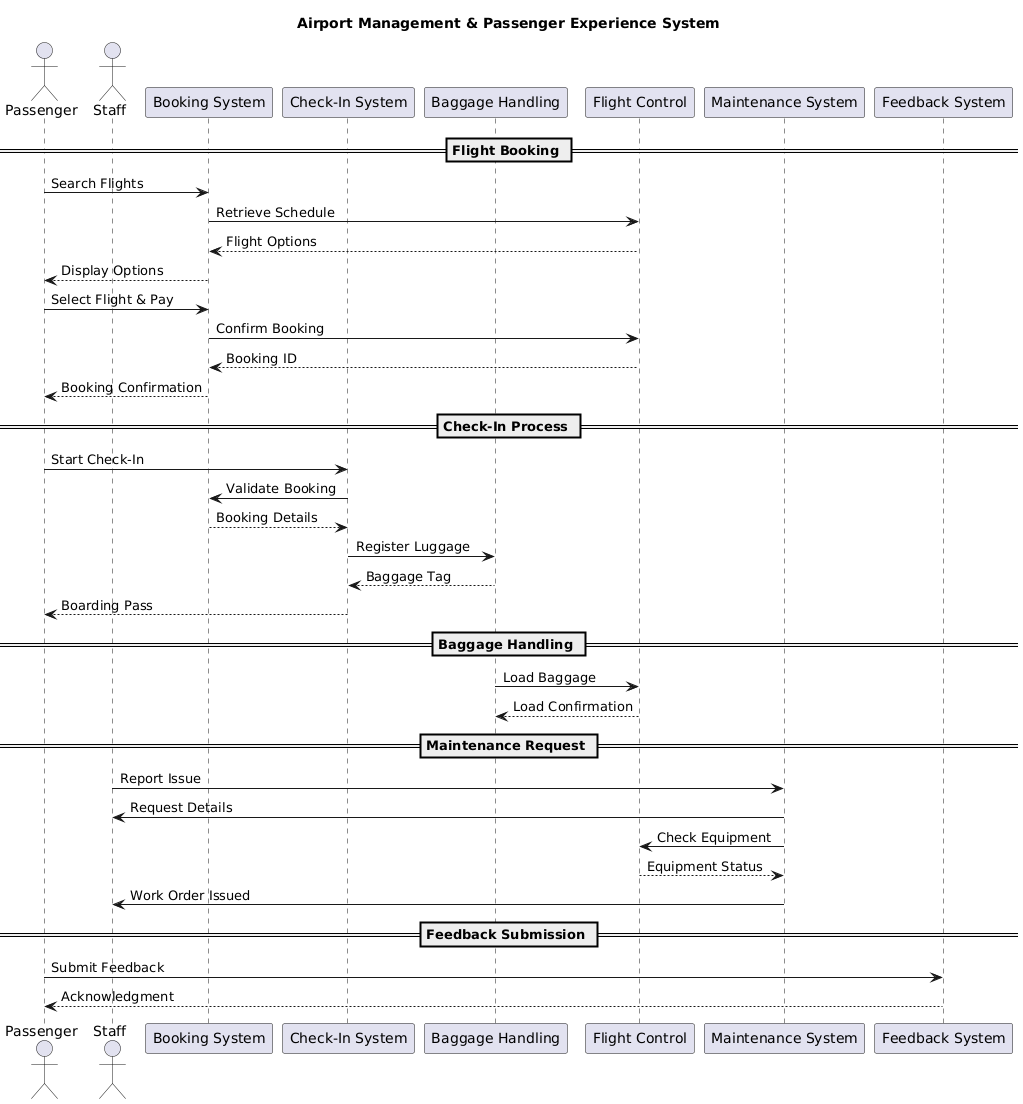 Airport Management & Passenger Experience System
Passenger
Staff
Booking System
Check-In System
Baggage Handling
Flight Control
Maintenance System
Feedback System
Flight Booking
Search Flights
Retrieve Schedule
Flight Options
Display Options
Select Flight & Pay
Confirm Booking
Booking ID
Booking Confirmation
Check-In Process
Start Check-In
Validate Booking
Booking Details
Register Luggage
Baggage Tag
Boarding Pass
Baggage Handling
Load Baggage
Load Confirmation
Maintenance Request
Report Issue
Request Details
Check Equipment
Equipment Status
Work Order Issued
Feedback Submission
Submit Feedback
Acknowledgment
Passenger
Staff
Booking System
Check-In System
Baggage Handling
Flight Control
Maintenance System
Feedback System